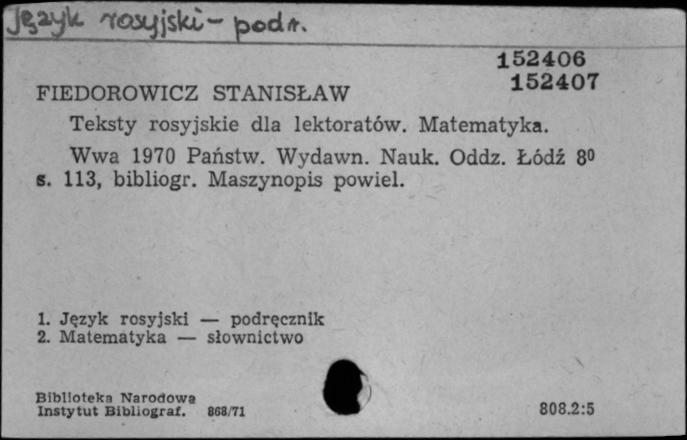 Język rosyjski – podr.
152406
152407
FIEDOROWICZ STANISŁAW
Teksty rosyjskie dla lektoratów. Matematyka.
Wwa 1970 Państw. Wydawn. Nauk. Oddz. Łódź 8⁰
s. 113, bibliogr. Maszynopis powiel.
1. Język rosyjski — podręcznik
2. Matematyka — słownictwo
Biblioteka Narodowa
Instytut Bibliograf. 868/71
808.2:5